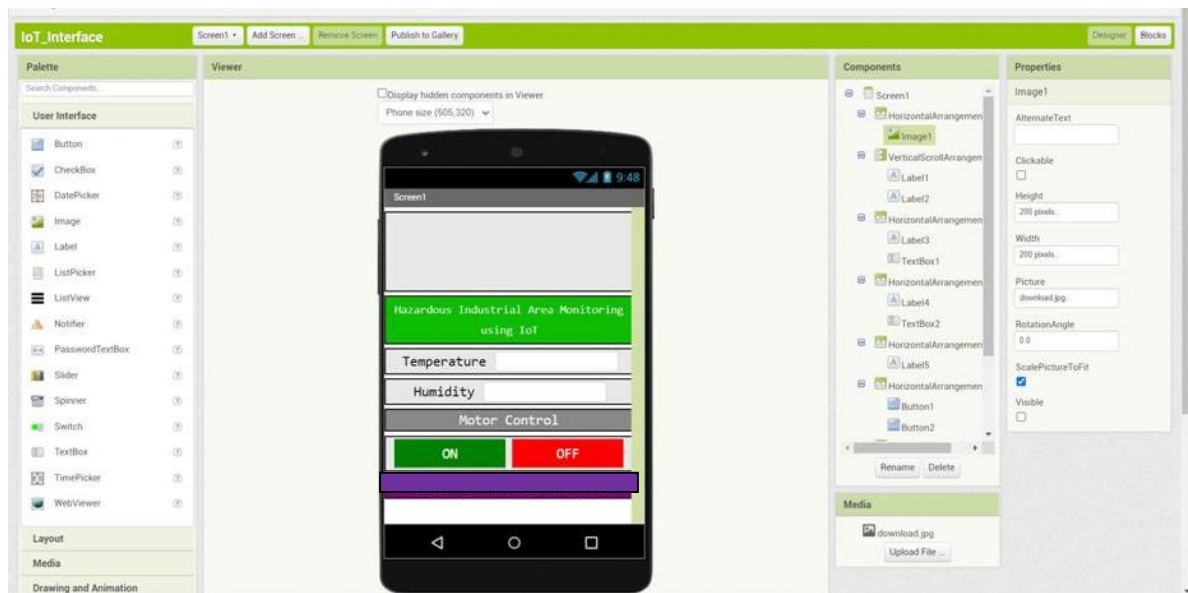 IoT_Interface
Screen1
Add Screen ...
Remove Screen
Publish to Gallery
Designer
Blocks
Palette
Search Components...
User Interface
Button
CheckBox
DatePicker
Image
Label
ListPicker
ListView
Notifier
PasswordTextBox
Slider
Spinner
Switch
TextBox
TimePicker
WebViewer
Layout
Media
Drawing and Animation
Viewer
Display hidden components in Viewer
Phone size (505,320)
9:48
Screen1
Hazardous Industrial Area Monitoring
using IoT
Temperature
Humidity
Motor Control
ON
OFF
Components
Screen1
HorizontalArrangemen
Image1
VerticalScrollArrangen
Label1
Label2
HorizontalArrangemen
Label3
TextBox1
HorizontalArrangemen
Label4
TextBox2
HorizontalArrangemen
Label5
HorizontalArrangemen
Button1
Button2
Rename
Delete
Media
download.jpg
Upload File ...
Properties
Image1
AlternateText
Clickable
Height
200 pixels...
Width
200 pixels...
Picture
download.jpg...
RotationAngle
0.0
ScalePictureToFit
Visible